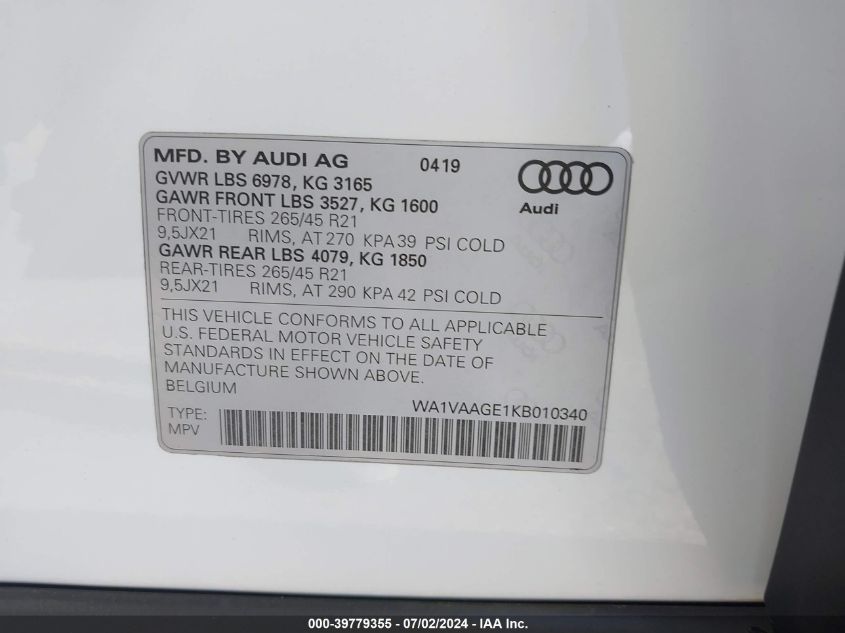 MFD. BY AUDI AG 0419
GVWR LBS 6978, KG 3165
GAWR FRONT LBS 3527, KG 1600
FRONT-TIRES 265/45 R21
9,5JX21 RIMS, AT 270 KPA 39 PSI COLD
GAWR REAR LBS 4079, KG 1850
REAR-TIRES 265/45 R21
9,5JX21 RIMS, AT 290 KPA 42 PSI COLD
Audi
THIS VEHICLE CONFORMS TO ALL APPLICABLE
U.S. FEDERAL MOTOR VEHICLE SAFETY
STANDARDS IN EFFECT ON THE DATE OF
MANUFACTURE SHOWN ABOVE.
BELGIUM
WA1VAAGE1KB010340
TYPE:
MPV
000-39779355 - 07/02/2024 - IAA Inc.